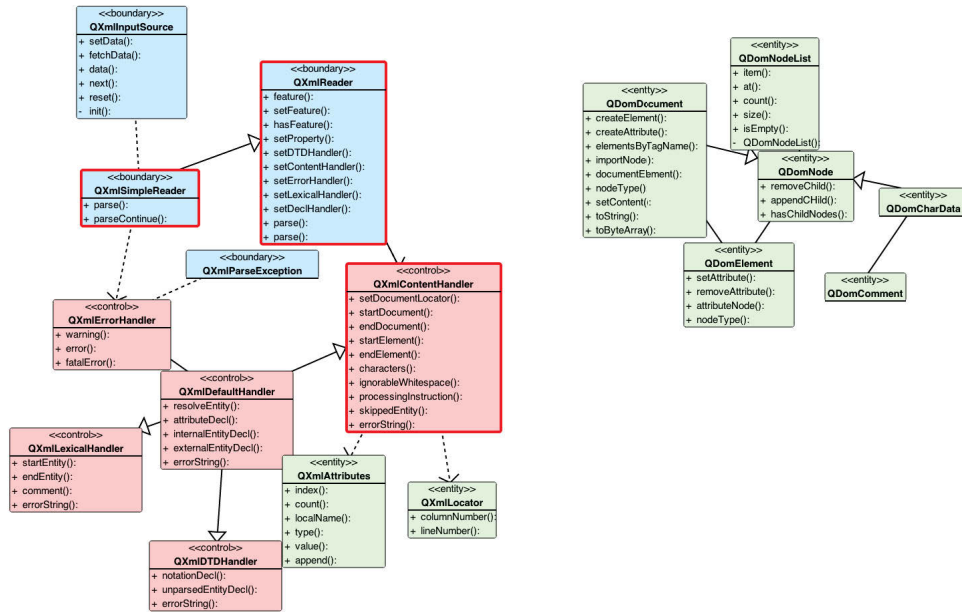 <<boundary>>
QXmlInputSource
+ setData():
+ fetchData():
+ data():
+ next():
+ reset():
- init():
<<boundary>>
QXmlReader
+ feature():
+ setFeature():
+ hasFeature():
+ setProperty():
+ setDTDHandler():
+ setContentHandler():
+ setErrorHandler():
+ setLexicalHandler():
+ setDeclHandler():
+ parse():
+ parse():
<<boundary>>
QXmlSimpleReader
+ parse():
+ parseContinue():
<<boundary>>
QXmlParseException
<<control>>
QXmlErrorHandler
+ warning():
+ error():
+ fatalError():
<<control>>
QXmlContentHandler
+ setDocumentLocator():
+ startDocument():
+ endDocument():
+ startElement():
+ endElement():
+ characters():
+ ignorableWhitespace():
+ processingInstruction():
+ skippedEntity():
+ errorString():
<<control>>
QXmlDefaultHandler
+ resolveEntity():
+ attributeDecl():
+ internalEntityDecl():
+ externalEntityDecl():
+ errorString():
<<control>>
QXmlLexicalHandler
+ startEntity():
+ endEntity():
+ comment():
+ errorString():
<<entity>>
QXmlAttributes
+ index():
+ count():
+ localName():
+ type():
+ value():
+ append():
<<entity>>
QXmlLocator
+ columnNumber():
+ lineNumber():
<<control>>
QXmlDTDHandler
+ notationDecl():
+ unparsedEntityDecl():
+ errorString():
<<entity>>
QDomNodeList
+ item():
+ at():
+ count():
+ size():
+ isEmpty():
- QDomNodeList():
<<entty>>
QDomDocument
+ createElement():
+ createAttribute():
+ elementsByTagName():
+ importNode):
+ documentElement():
+ nodeType()
+ setContent(:
+ toString():
+ toByteArray():
<<entity>>
QDomNode
+ removeChild():
+ appendCHild():
+ hasChildNodes():
<<entity>>
QDomCharData
<<entity>>
QDomElement
+ setAttribute():
+ removeAttribute():
+ attributeNode():
+ nodeType():
<<entity>>
QDomComment